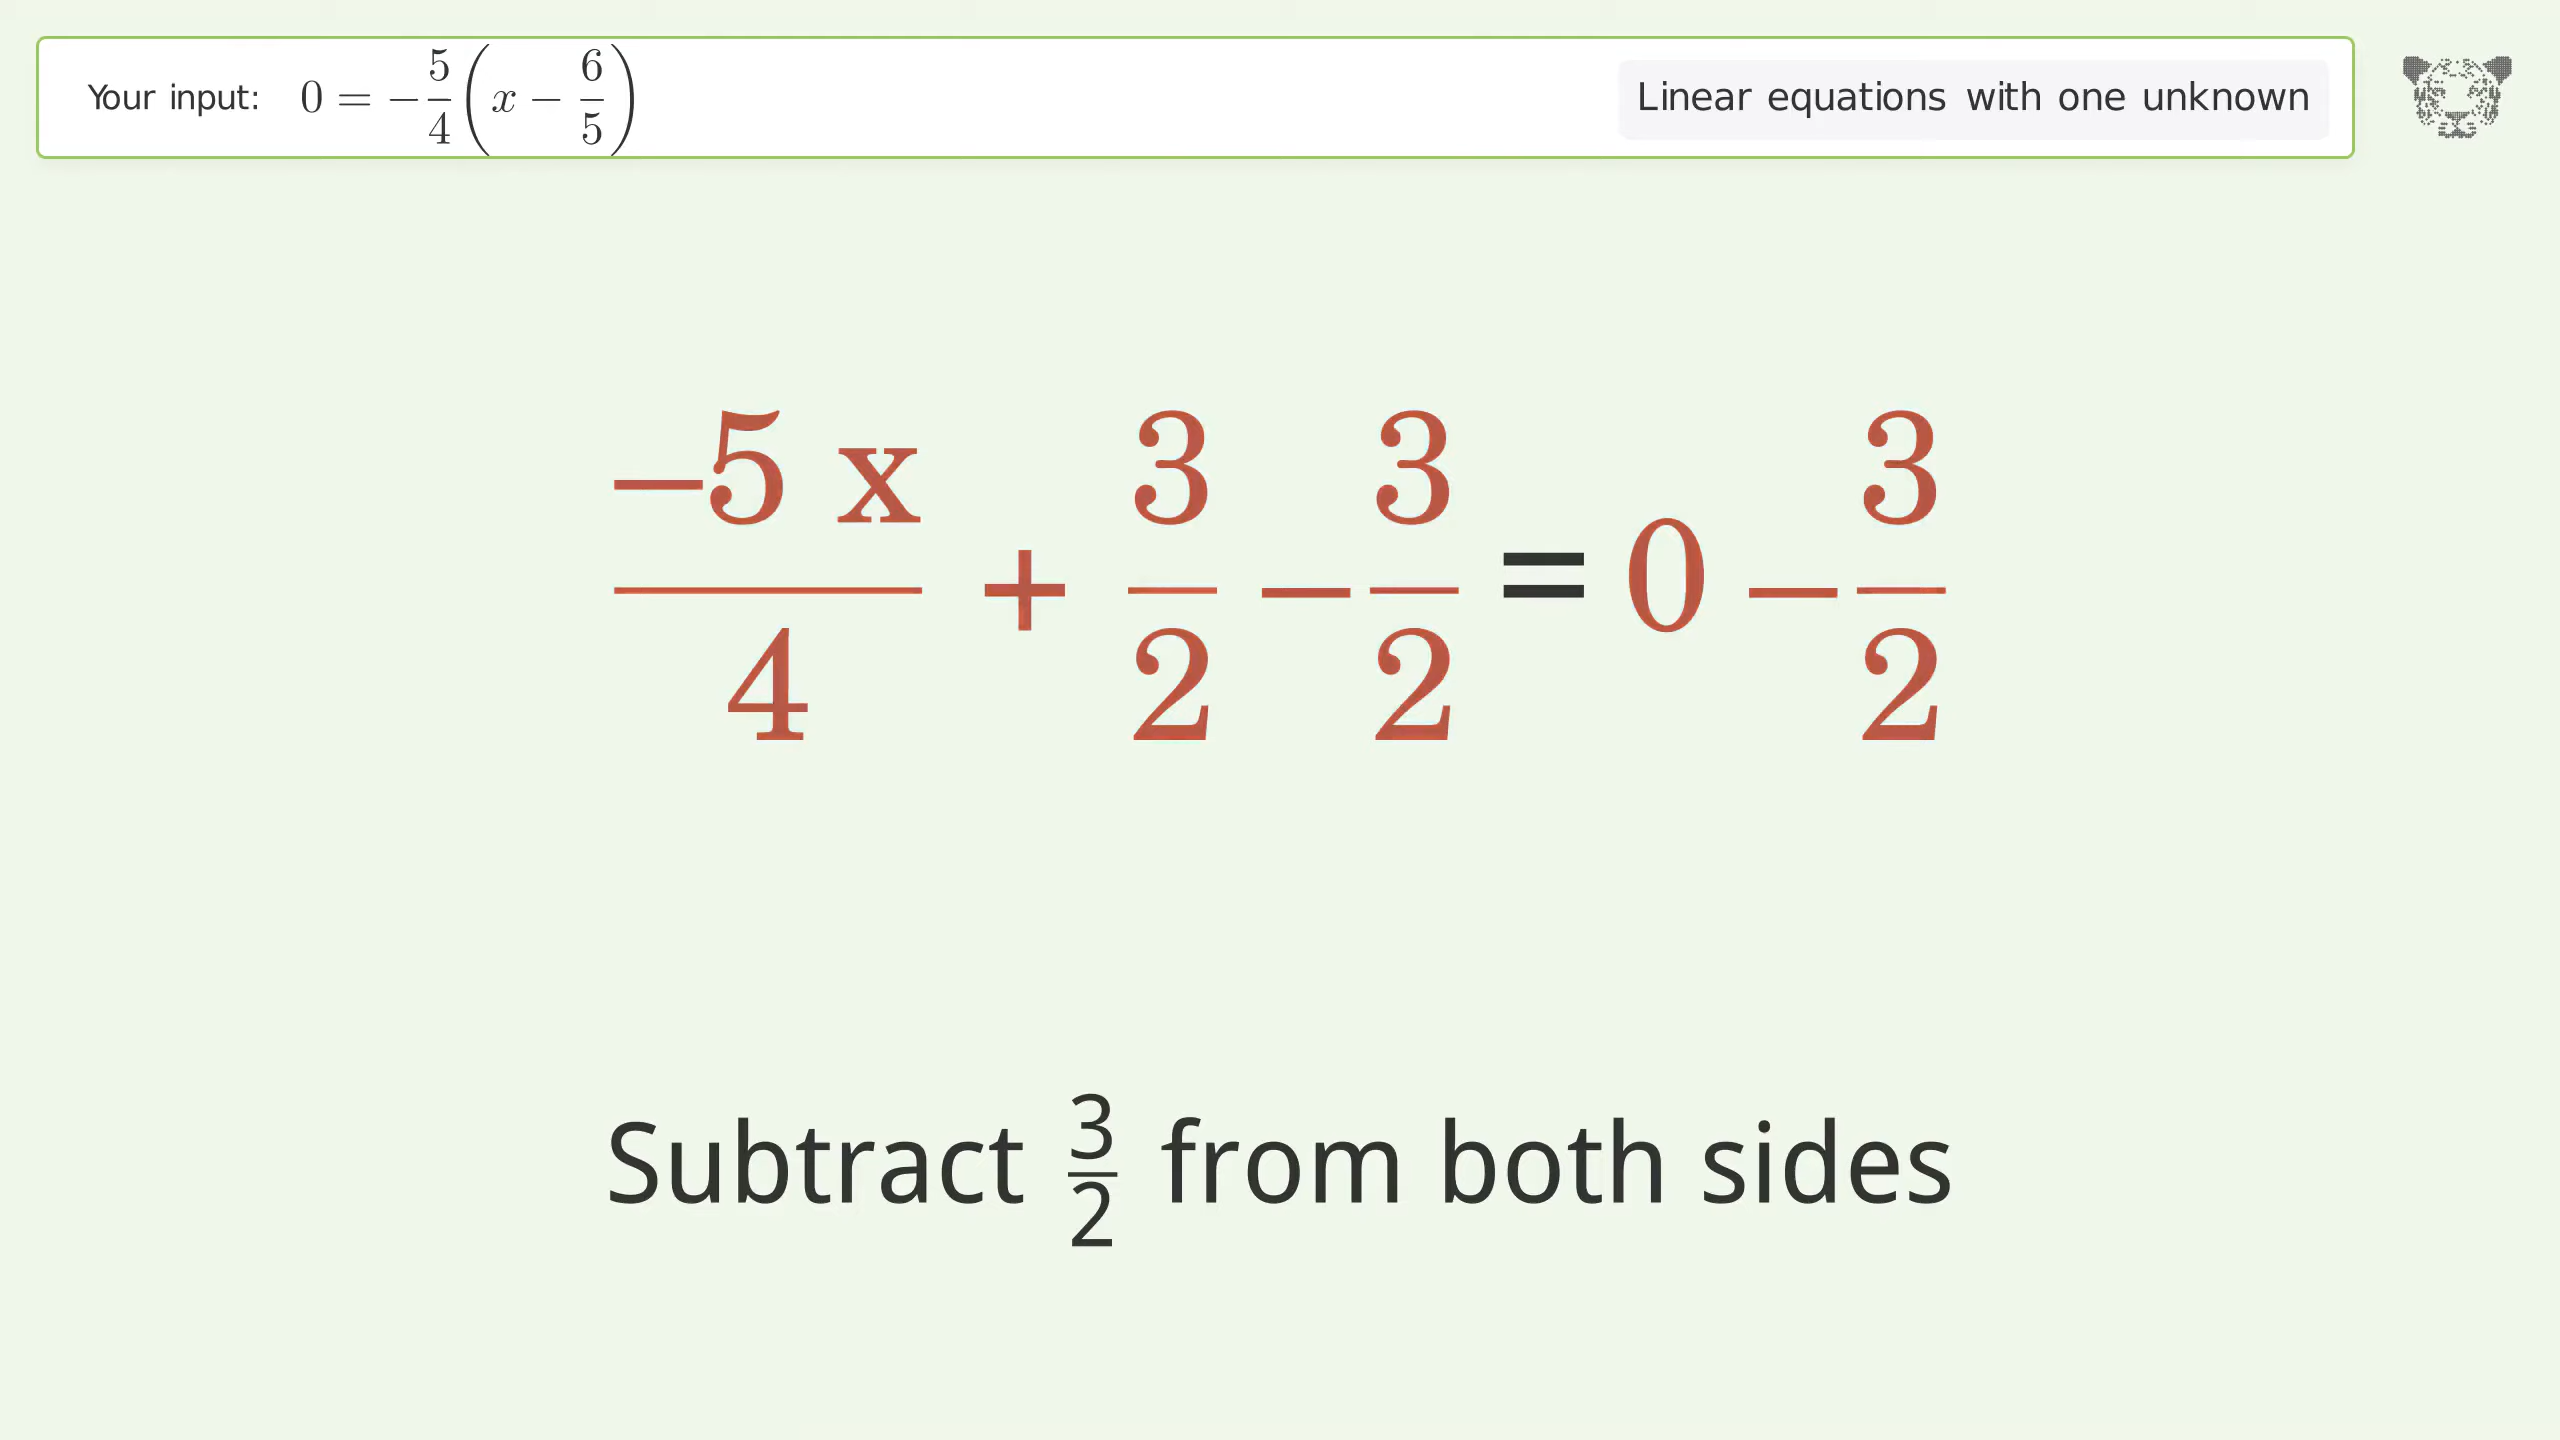 Your input: 0 = −5/4(x − 6/5)
Linear equations with one unknown
−5 x/4 + 3/2 − 3/2 = 0 − 3/2
Subtract 3/2 from both sides